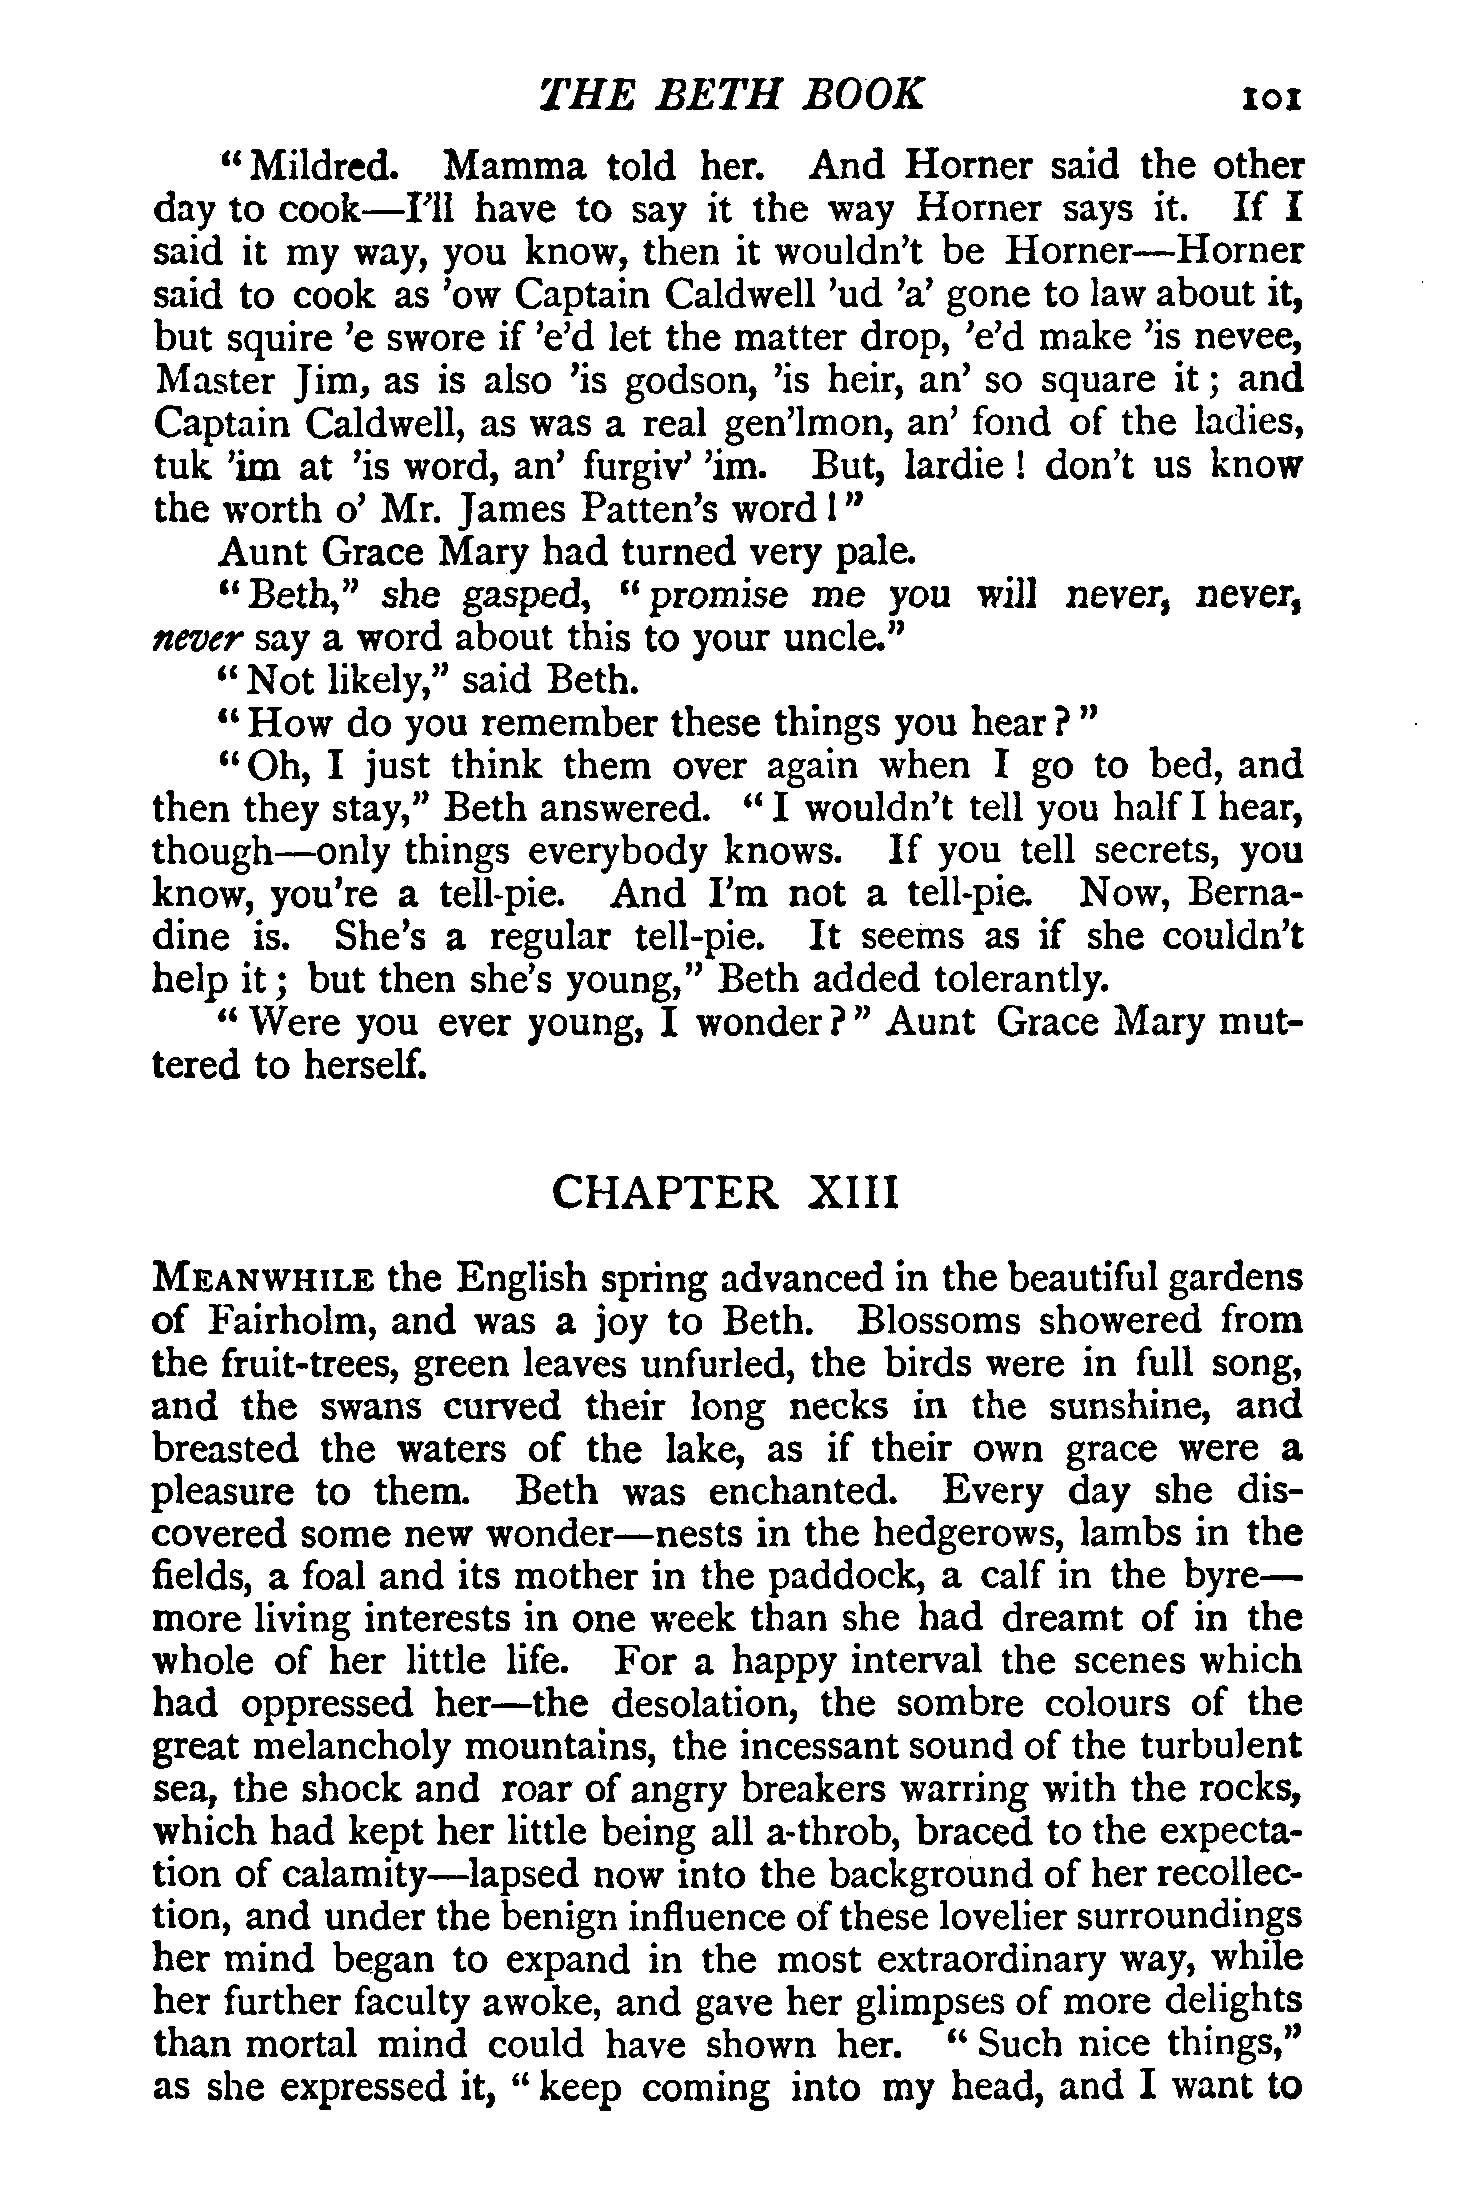 THE BETH BOOK 101
“Mildred. Mamma told her. And Horner said the other
day to cook—I’ll have to say it the way Horner says it. If I
said it my way, you know, then it wouldn’t be Horner—Horner
said to cook as ’ow Captain Caldwell ’ud ’a’ gone to law about it,
but squire ’e swore if ’e’d let the matter drop, ’e’d make ’is nevee,
Master Jim, as is also ’is godson, ’is heir, an’ so square it; and
Captain Caldwell, as was a real gen’lmon, an’ fond of the ladies,
tuk ’im at ’is word, an’ furgiv’ ’im. But, lardie! don’t us know
the worth o’ Mr. James Patten’s word!”
Aunt Grace Mary had turned very pale.
“Beth,” she gasped, “promise me you will never, never,
never say a word about this to your uncle.”
“Not likely,” said Beth.
“How do you remember these things you hear?”
“Oh, I just think them over again when I go to bed, and
then they stay,” Beth answered. “I wouldn’t tell you half I hear,
though—only things everybody knows. If you tell secrets, you
know, you’re a tell-pie. And I’m not a tell-pie. Now, Berna-
dine is. She’s a regular tell-pie. It seems as if she couldn’t
help it; but then she’s young,” Beth added tolerantly.
“Were you ever young, I wonder?” Aunt Grace Mary mut-
tered to herself.
CHAPTER XIII
MEANWHILE the English spring advanced in the beautiful gardens
of Fairholm, and was a joy to Beth. Blossoms showered from
the fruit-trees, green leaves unfurled, the birds were in full song,
and the swans curved their long necks in the sunshine, and
breasted the waters of the lake, as if their own grace were a
pleasure to them. Beth was enchanted. Every day she dis-
covered some new wonder—nests in the hedgerows, lambs in the
fields, a foal and its mother in the paddock, a calf in the byre—
more living interests in one week than she had dreamt of in the
whole of her little life. For a happy interval the scenes which
had oppressed her—the desolation, the sombre colours of the
great melancholy mountains, the incessant sound of the turbulent
sea, the shock and roar of angry breakers warring with the rocks,
which had kept her little being all a-throb, braced to the expecta-
tion of calamity—lapsed now into the background of her recollec-
tion, and under the benign influence of these lovelier surroundings
her mind began to expand in the most extraordinary way, while
her further faculty awoke, and gave her glimpses of more delights
than mortal mind could have shown her. “Such nice things,”
as she expressed it, “keep coming into my head, and I want to